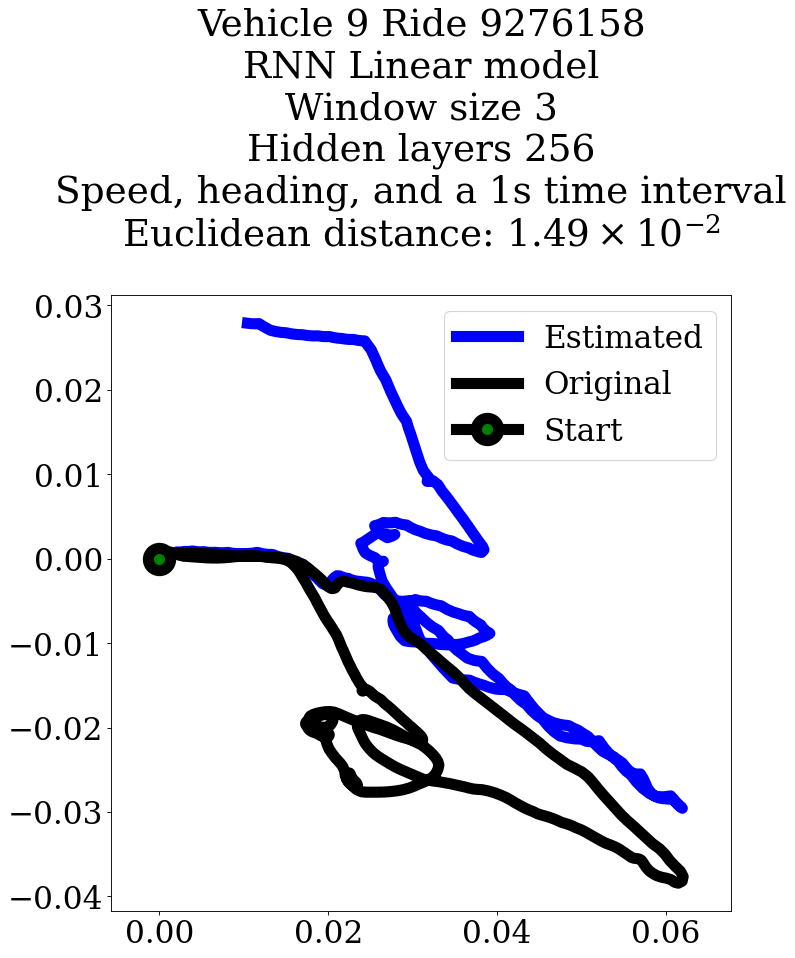 Vehicle 9 Ride 9276158
RNN Linear model
Window size 3
Hidden layers 256
Speed, heading, and a 1s time interval
Euclidean distance: 1.49 × 10⁻²
0.03
0.02
0.01
0.00
−0.01
−0.02
−0.03
−0.04
Estimated
Original
Start
0.00 0.02 0.04 0.06